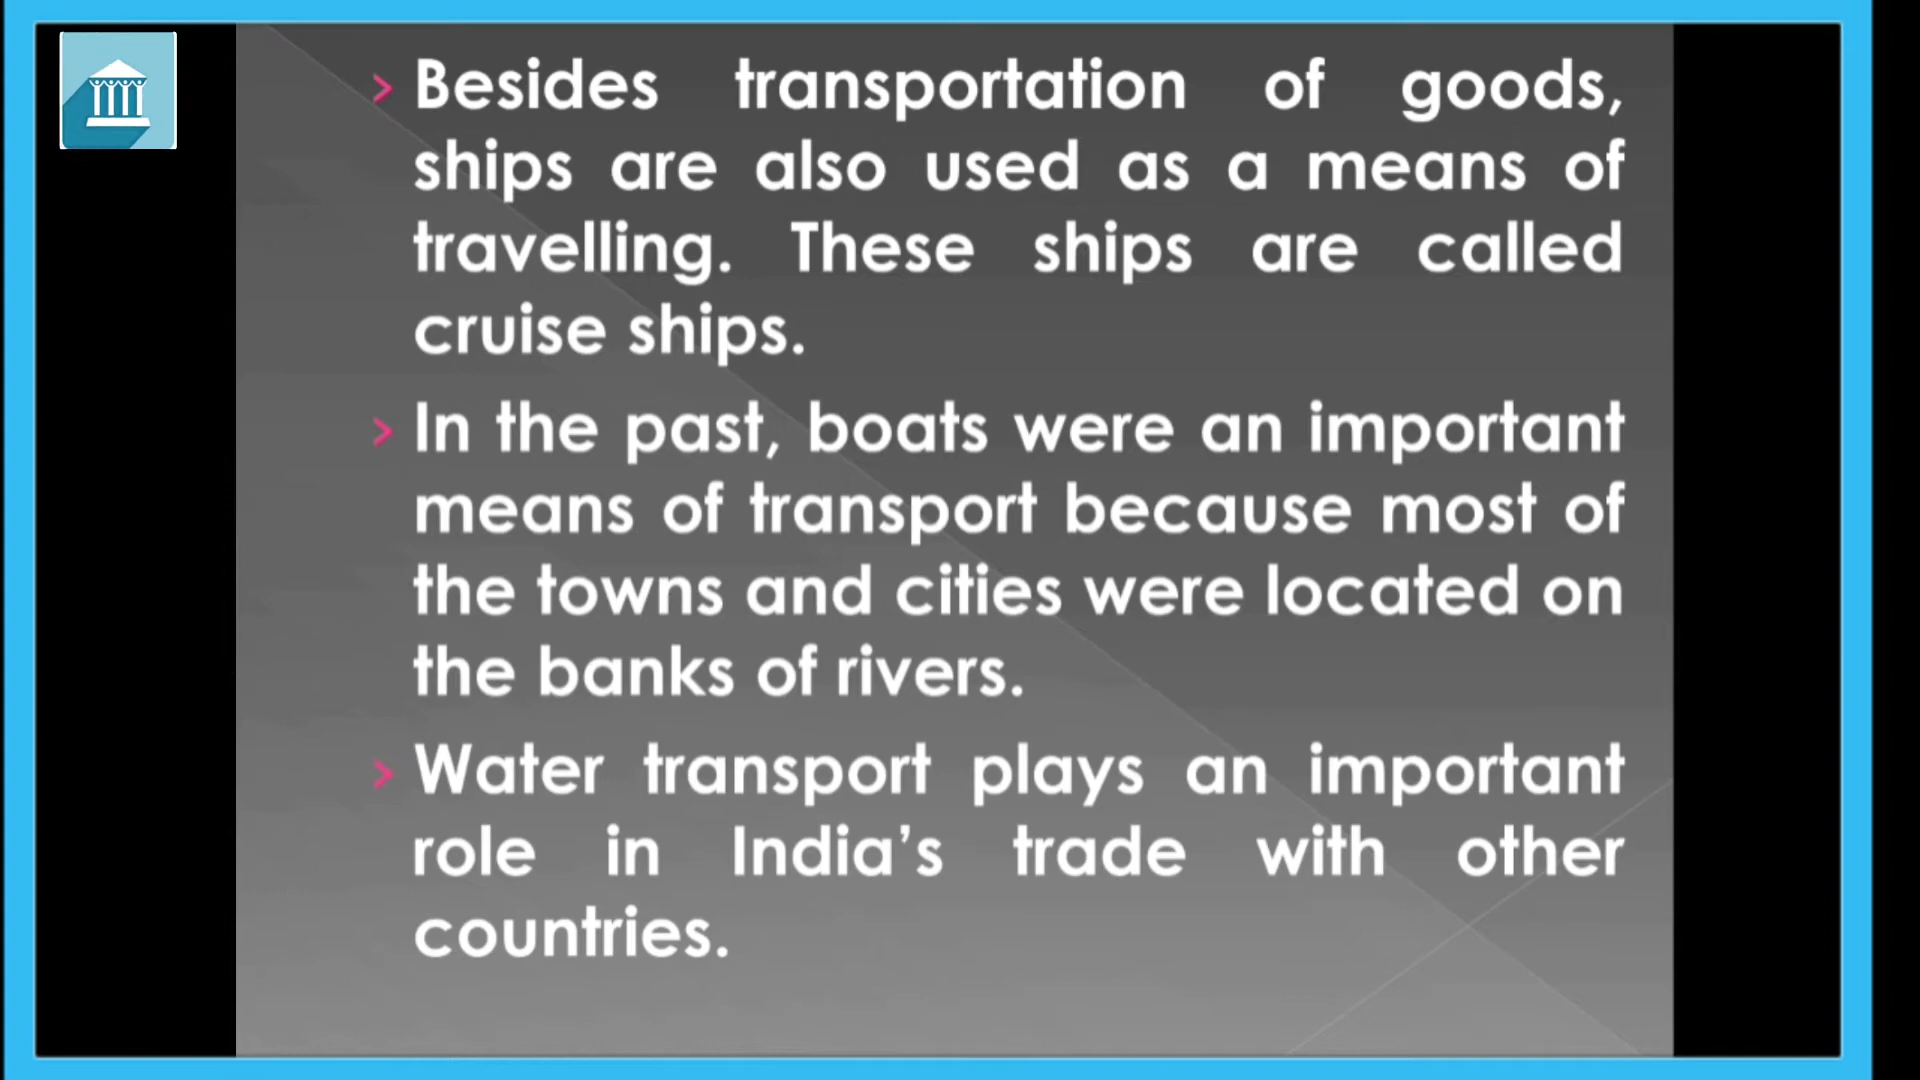 > Besides transportation of goods,
ships are also used as a means of
travelling. These ships are called
cruise ships.
> In the past, boats were an important
means of transport because most of
the towns and cities were located on
the banks of rivers.
> Water transport plays an important
role in India’s trade with other
countries.